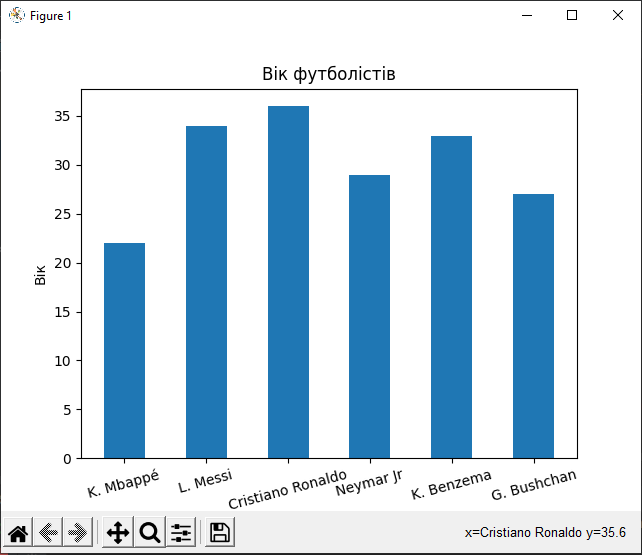 Figure 1
Вік футболістів
35
30
25
20
15
10
5
0
Вік
K. Mbappé
L. Messi
Cristiano Ronaldo
Neymar Jr
K. Benzema
G. Bushchan
x=Cristiano Ronaldo y=35.6